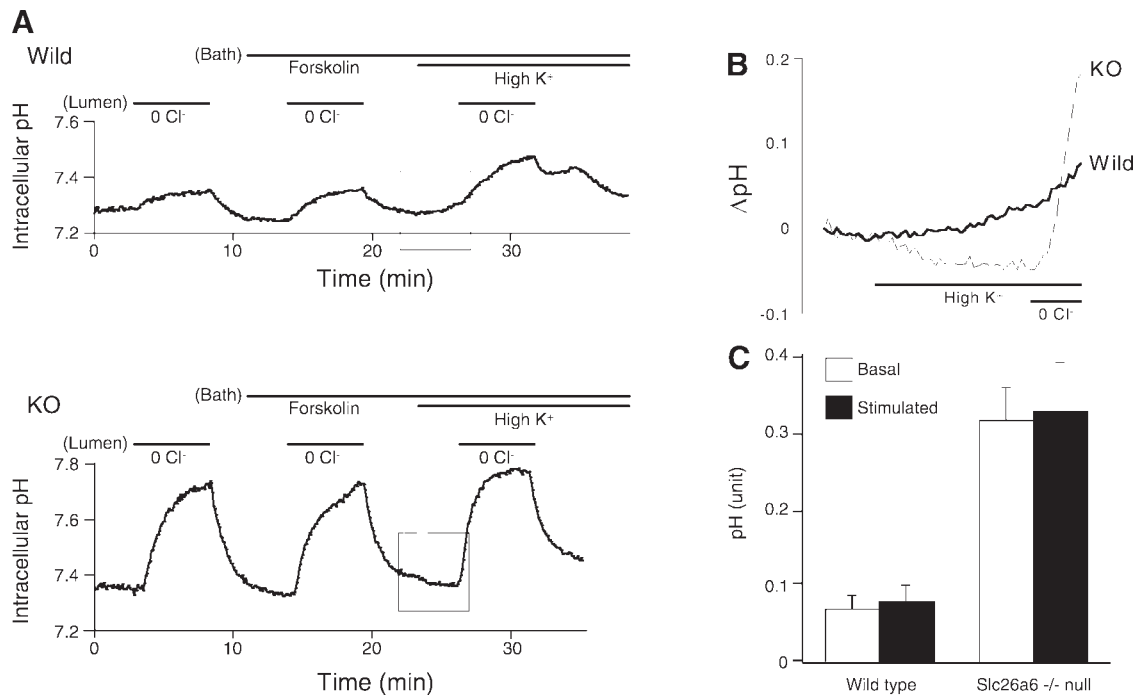 A
Wild
(Bath)
Forskolin
High K+
(Lumen)
0 Cl-
0 Cl-
0 Cl-
Intracellular pH
7.6
7.4
7.2
0
10
20
30
Time (min)
KO
(Bath)
Forskolin
High K+
(Lumen)
0 Cl-
0 Cl-
0 Cl-
Intracellular pH
7.8
7.6
7.4
7.2
0
10
20
30
Time (min)
B
0.2
0.1
0
-0.1
ΔpH
KO
Wild
High K+
0 Cl-
C
0.4
0.3
0.2
0.1
0
pH (unit)
Basal
Stimulated
Wild type
Slc26a6 -/- null